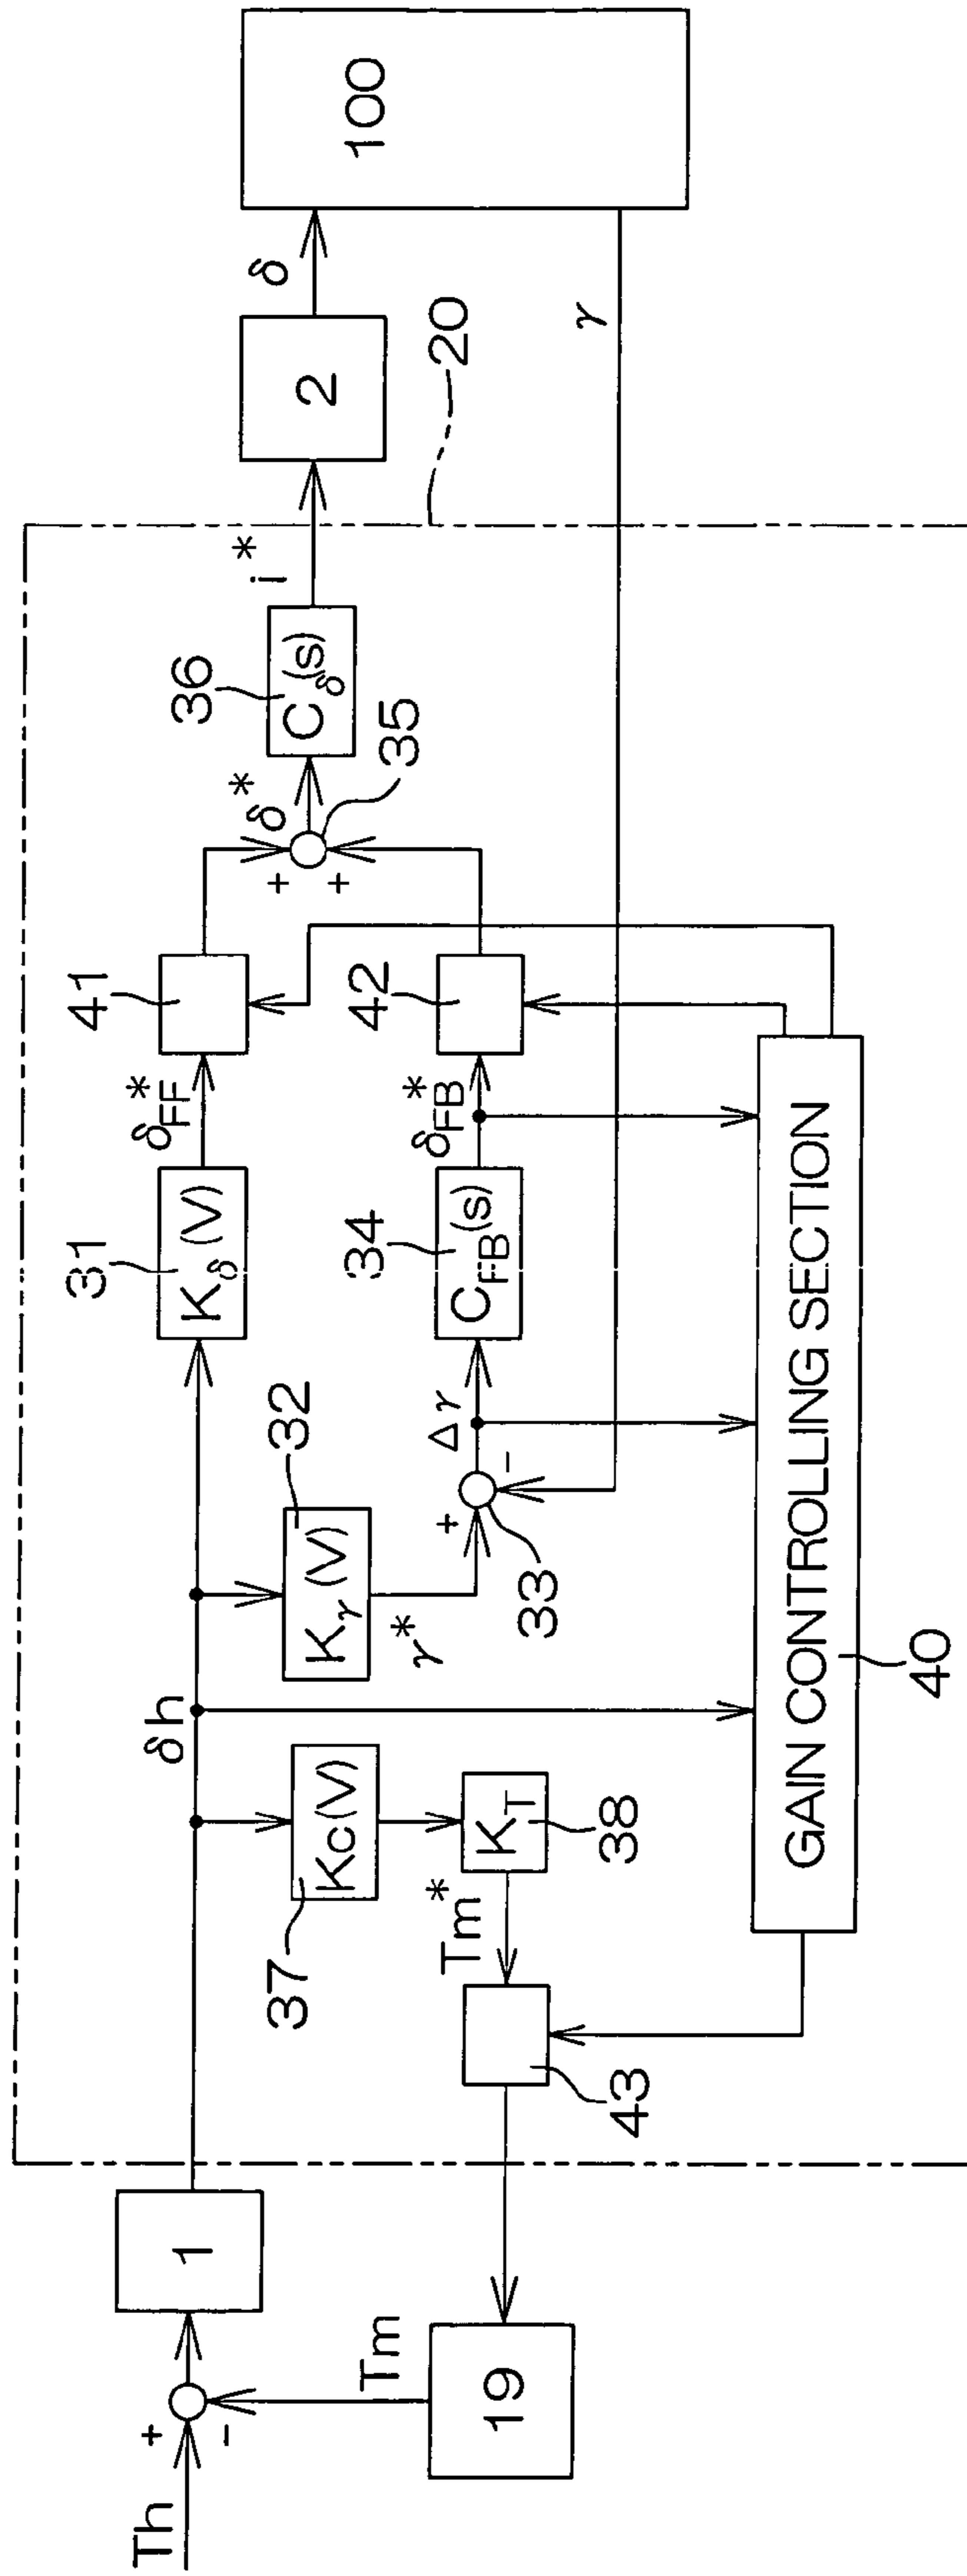 Th
+
-
1
Tm
19
δh
37
Kc(V)
KT
38
Tm*
43
32
Kγ(V)
γ*
+
-
33
Δγ
31
Kδ(V)
δFF*
41
34
CFB(s)
δFB*
42
+
+
δ*
35
36
Cδ(s)
i*
20
2
δ
100
γ
GAIN CONTROLLING SECTION
40